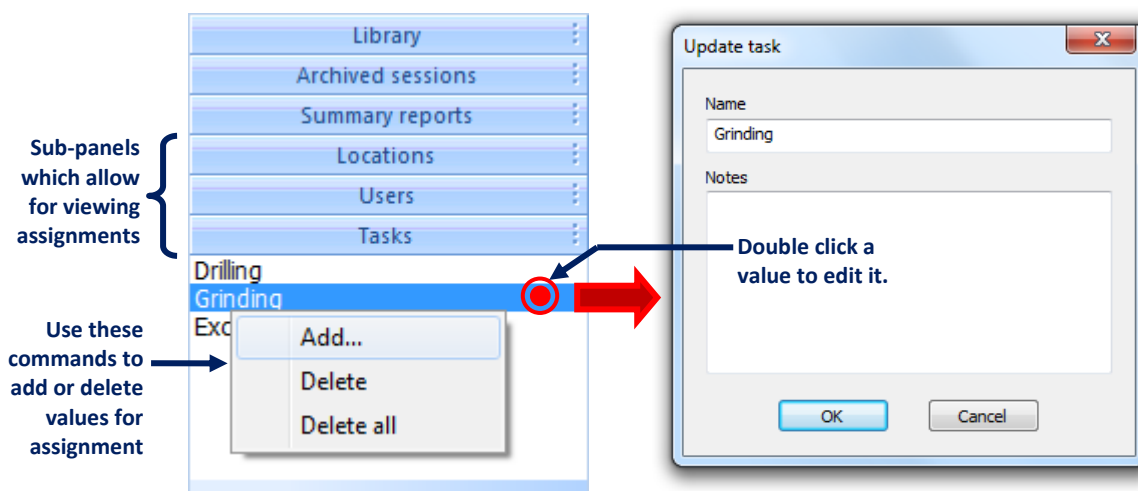 Library
Archived sessions
Summary reports
Locations
Users
Tasks
Drilling
Grinding
Exc
Add...
Delete
Delete all
Sub-panels
which allow
for viewing
assignments
Use these
commands to
add or delete
values for
assignment
Update task
Name
Grinding
Notes
Double click a
value to edit it.
OK
Cancel